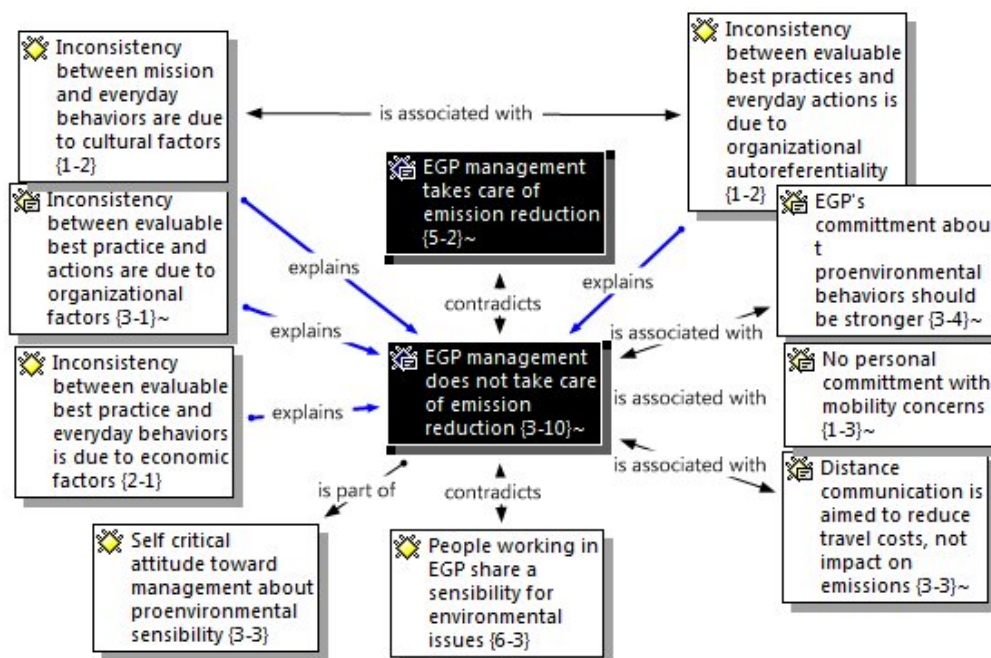 Inconsistency
between mission
and everyday
behaviors are due
to cultural factors
{1-2}
is associated with
Inconsistency
between evaluable
best practices and
everyday actions is
due to
organizational
autoreferentiality
{1-2}
EGP management
takes care of
emission reduction
{5-2}~
Inconsistency
between evaluable
best practice and
actions are due to
organizational
factors {3-1}~
EGP's
committment abou
t
proenvironmental
behaviors should
be stronger {3-4}~
explains
explains
contradicts
explains
is associated with
EGP management
does not take care
of emission
reduction {3-10}~
Inconsistency
between evaluable
best practice and
everyday behaviors
is due to economic
factors {2-1}
explains
is associated with
No personal
committment with
mobility concerns
{1-3}~
is associated with
Distance
communication is
aimed to reduce
travel costs, not
impact on
emissions {3-3}~
is part of
contradicts
Self critical
attitude toward
management about
proenvironmental
sensibility {3-3}
People working in
EGP share a
sensibility for
environmental
issues {6-3}